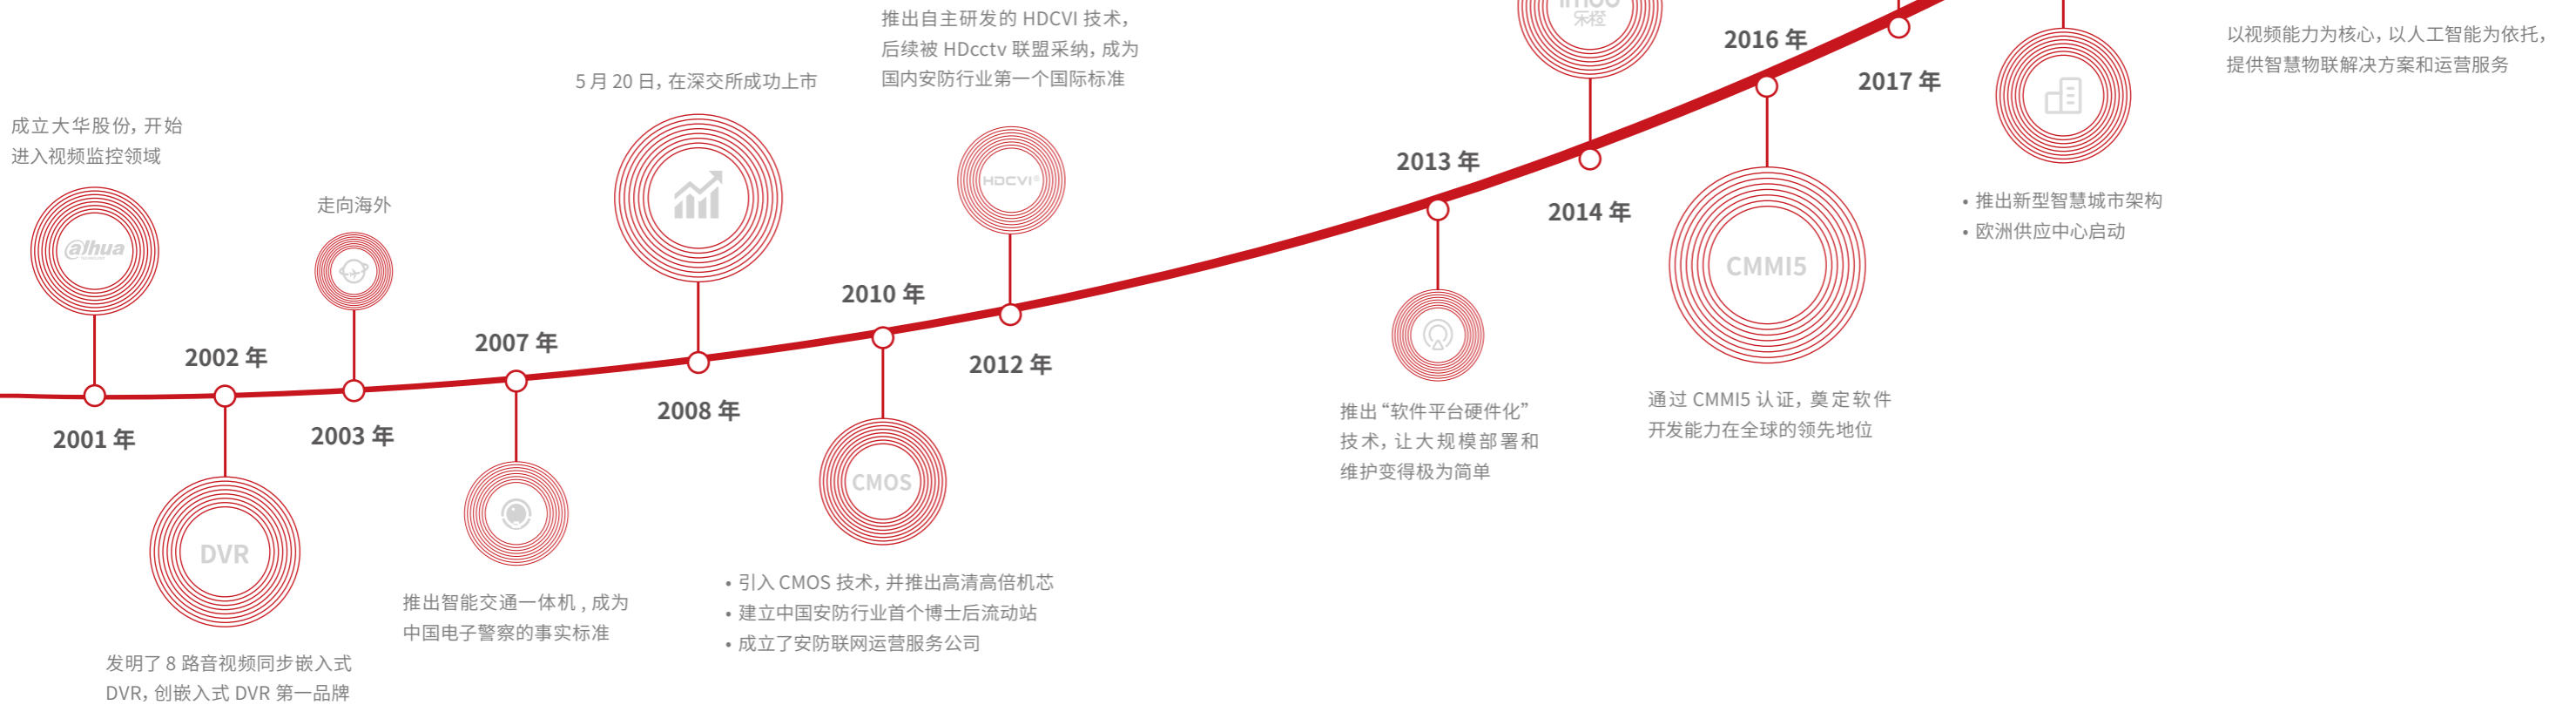 成立大华股份，开始
进入视频监控领域
alhua
TECHNOLOGY
2001 年
2002 年
DVR
发明了 8 路音视频同步嵌入式
DVR，创嵌入式 DVR 第一品牌
走向海外
2003 年
2007 年
推出智能交通一体机 , 成为
中国电子警察的事实标准
5 月 20 日，在深交所成功上市
2008 年
2010 年
CMOS
• 引入 CMOS 技术，并推出高清高倍机芯
• 建立中国安防行业首个博士后流动站
• 成立了安防联网运营服务公司
推出自主研发的 HDCVI 技术，
后续被 HDcctv 联盟采纳，成为
国内安防行业第一个国际标准
HDCVI®
2012 年
2013 年
推出“软件平台硬件化”
技术，让大规模部署和
维护变得极为简单
imou
乐橙
2014 年
2016 年
CMMI5
通过 CMMI5 认证，奠定软件
开发能力在全球的领先地位
2017 年
• 推出新型智慧城市架构
• 欧洲供应中心启动
以视频能力为核心，以人工智能为依托，
提供智慧物联解决方案和运营服务